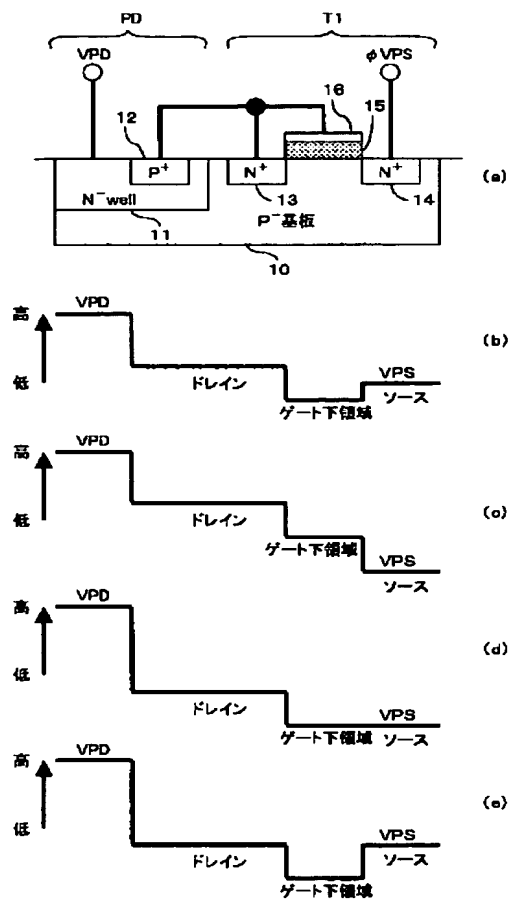 PD T1
VPD φVPS
16
12 15
P⁺ N⁺ N⁺ (a)
N⁻well 13 14
P⁻基板
11
10
高 VPD (b)
VPS
低 ドレイン ソース
ゲート下領域
高 VPD (c)
低 ドレイン ゲート下領域 VPS
ソース
高 VPD (d)
低 VPS
ドレイン ゲート下領域 ソース
高 VPD (e)
低 VPS
ドレイン ソース
ゲート下領域